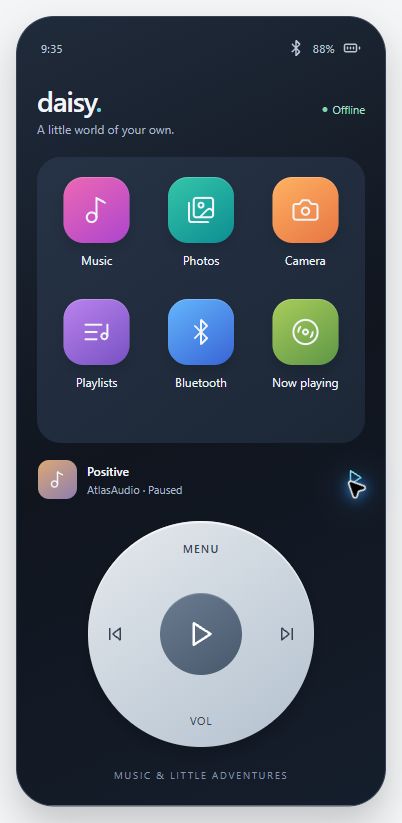 9:35
88%
daisy.
Offline
A little world of your own.
Music
Photos
Camera
Playlists
Bluetooth
Now playing
Positive
AtlasAudio · Paused
MENU
VOL
MUSIC & LITTLE ADVENTURES